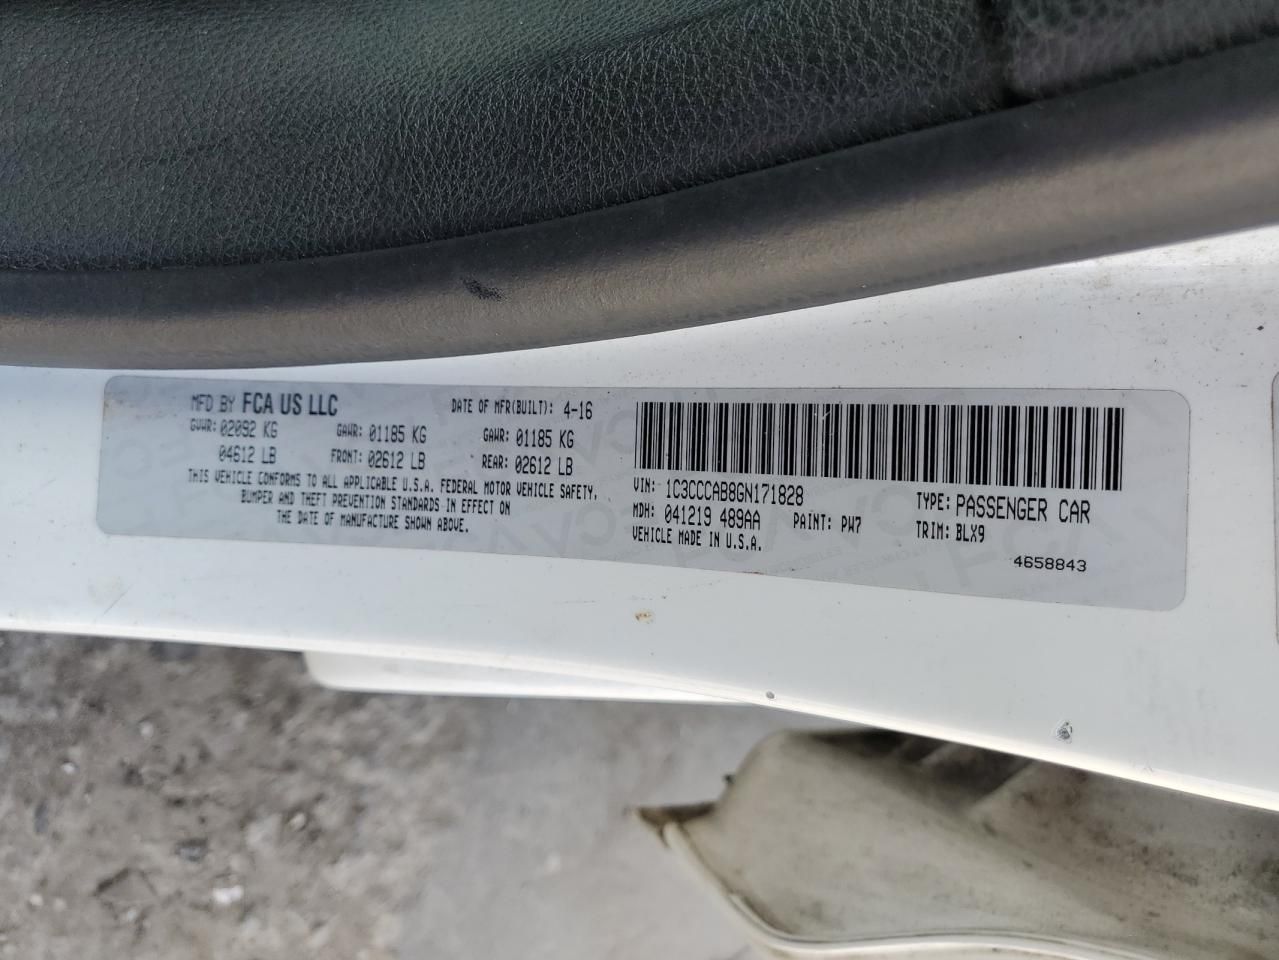 MFD BY FCA US LLC DATE OF MFR(BUILT): 4-16
GVWR: 02092 KG GAWR: 01185 KG GAWR: 01185 KG
04612 LB FRONT: 02612 LB REAR: 02612 LB
THIS VEHICLE CONFORMS TO ALL APPLICABLE U.S.A. FEDERAL MOTOR VEHICLE SAFETY,
BUMPER AND THEFT PREVENTION STANDARDS IN EFFECT ON
THE DATE OF MANUFACTURE SHOWN ABOVE.
VIN: 1C3CCCAB8GN171828 TYPE: PASSENGER CAR
MDH: 041219 489AA PAINT: PW7 TRIM: BLX9
VEHICLE MADE IN U.S.A.
4658843